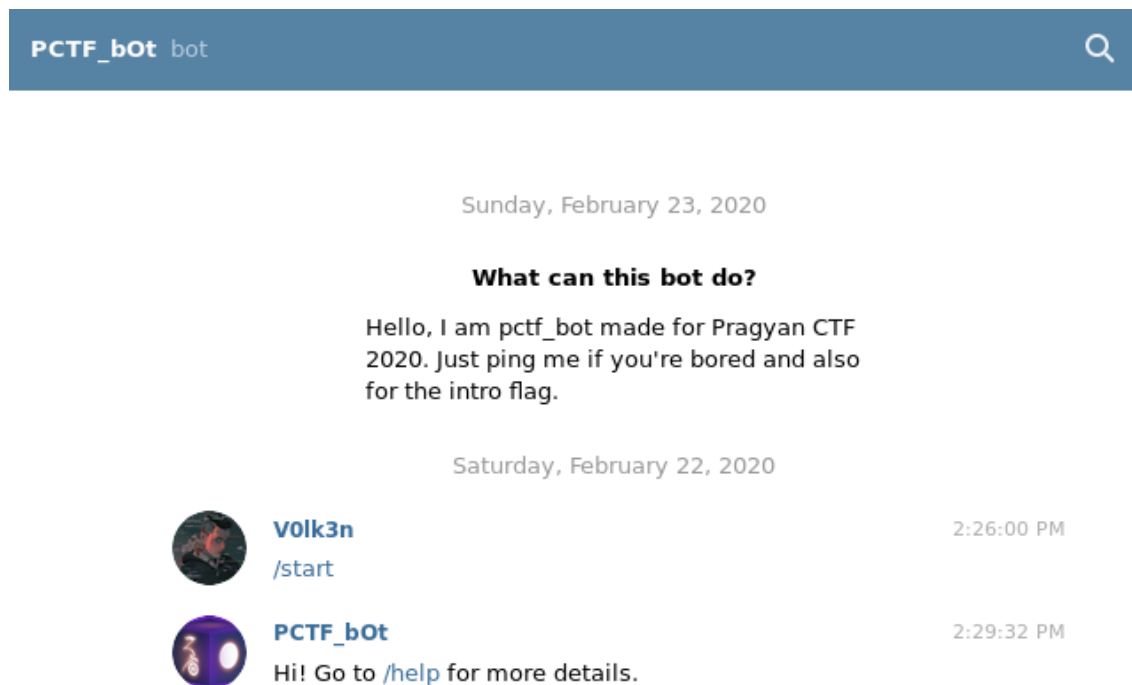 PCTF_bOt bot
Sunday, February 23, 2020
What can this bot do?
Hello, I am pctf_bot made for Pragyan CTF
2020. Just ping me if you're bored and also
for the intro flag.
Saturday, February 22, 2020
V0lk3n 2:26:00 PM
/start
PCTF_bOt 2:29:32 PM
Hi! Go to /help for more details.